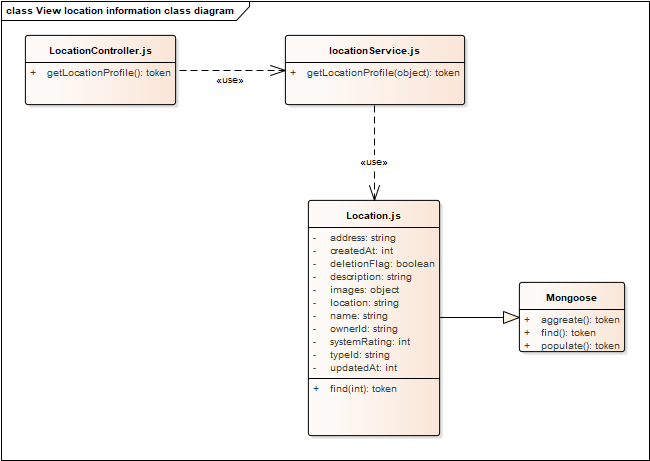 class View location information class diagram
LocationController.js
+ getLocationProfile(): token
«use»
locationService.js
+ getLocationProfile(object): token
«use»
Location.js
- address: string
- createdAt: int
- deletionFlag: boolean
- description: string
- images: object
- location: string
- name: string
- ownerId: string
- systemRating: int
- typeId: string
- updatedAt: int
+ find(int): token
Mongoose
+ aggreate(): token
+ find(): token
+ populate(): token